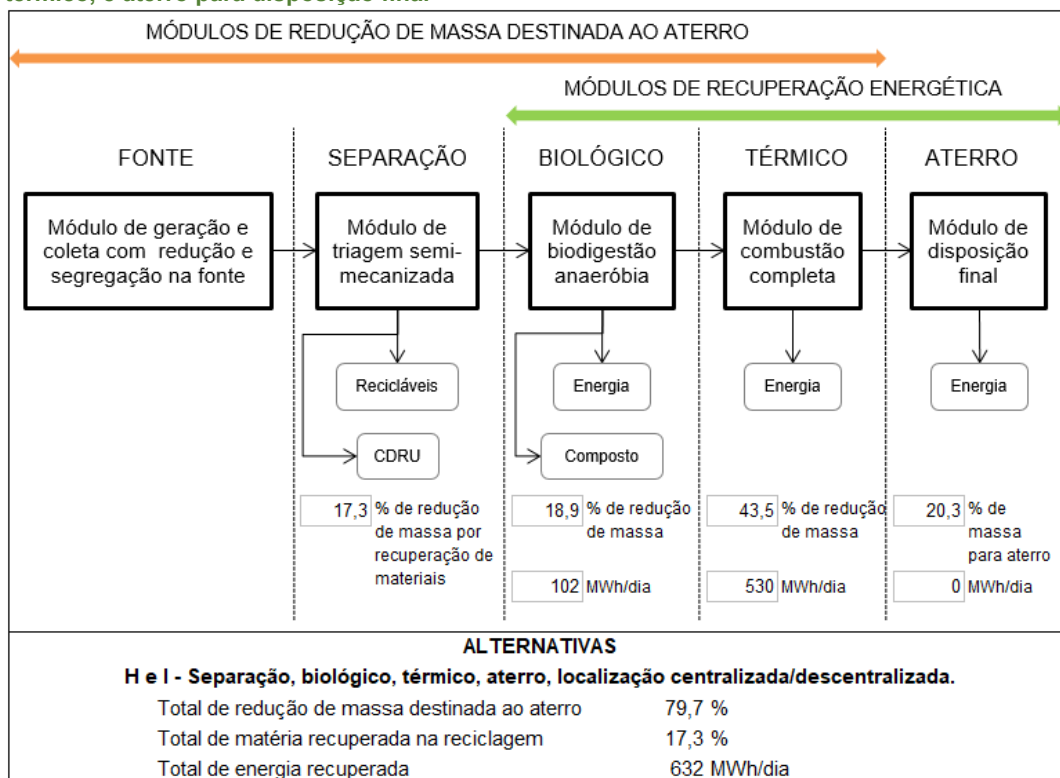 térmico, e aterro para disposição final
MÓDULOS DE REDUÇÃO DE MASSA DESTINADA AO ATERRO
MÓDULOS DE RECUPERAÇÃO ENERGÉTICA
FONTE
SEPARAÇÃO
BIOLÓGICO
TÉRMICO
ATERRO
Módulo de geração e
coleta com redução e
segregação na fonte
Módulo de
triagem semi-
mecanizada
Módulo de
biodigestão
anaeróbia
Módulo de
combustão
completa
Módulo de
disposição
final
Recicláveis
CDRU
Energia
Composto
Energia
Energia
17,3 % de redução
de massa por
recuperação de
materiais
18,9 % de redução
de massa
102 MWh/dia
43,5 % de redução
de massa
530 MWh/dia
20,3 % de
massa
para aterro
0 MWh/dia
ALTERNATIVAS
H e I - Separação, biológico, térmico, aterro, localização centralizada/descentralizada.
Total de redução de massa destinada ao aterro 79,7 %
Total de matéria recuperada na reciclagem 17,3 %
Total de energia recuperada 632 MWh/dia